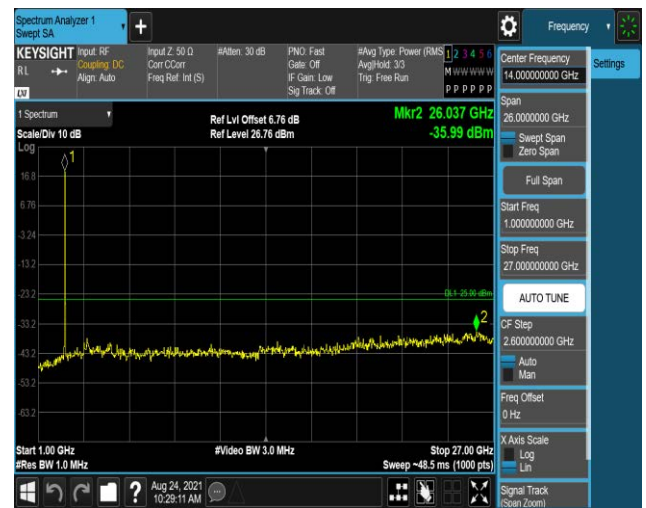 Spectrum Analyzer 1
Swept SA
+
Frequency
KEYSIGHT
RL
LXI
Input: RF
Coupling: DC
Align: Auto
Input Z: 50 Ω
Corr CCorr
Freq Ref: Int (S)
#Atten: 30 dB
PNO: Fast
Gate: Off
IF Gain: Low
Sig Track: Off
#Avg Type: Power (RMS
Avg|Hold: 3/3
Trig: Free Run
1 2 3 4 5 6
M W W W W W
P P P P P P
Settings
1 Spectrum
Scale/Div 10 dB
Log
Ref Lvl Offset 6.76 dB
Ref Level 26.76 dBm
Mkr2 26.037 GHz
-35.99 dBm
1
16.8
6.76
-3.24
-13.2
-23.2
DL1 -25.00 dBm
2
-33.2
-43.2
-53.2
-63.2
Start 1.00 GHz
#Res BW 1.0 MHz
#Video BW 3.0 MHz
Stop 27.00 GHz
Sweep ~48.5 ms (1000 pts)
Center Frequency
14.000000000 GHz
Span
26.0000000 GHz
Swept Span
Zero Span
Full Span
Start Freq
1.000000000 GHz
Stop Freq
27.000000000 GHz
AUTO TUNE
CF Step
2.600000000 GHz
Auto
Man
Freq Offset
0 Hz
X Axis Scale
Log
Lin
Signal Track
(Span Zoom)
?
Aug 24, 2021
10:29:11 AM